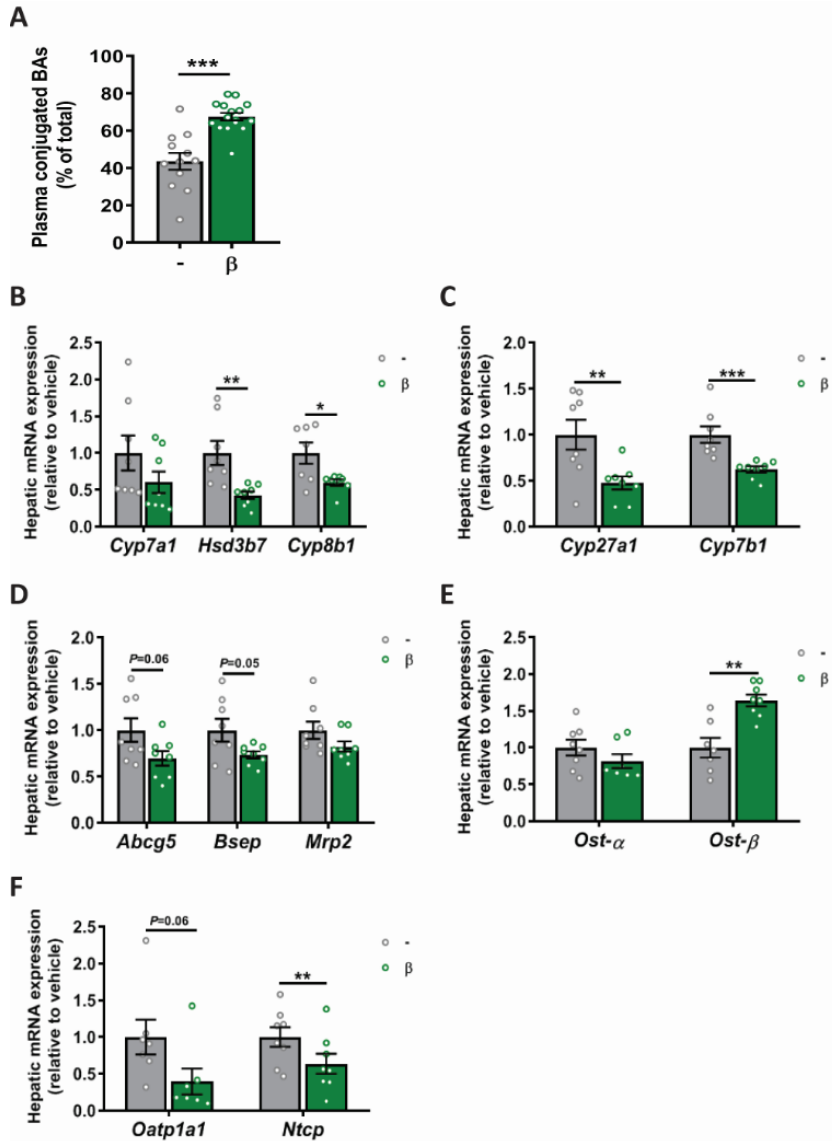 A
Plasma conjugated BAs
(% of total)
100
80
60
40
20
0
***
-
β
B
Hepatic mRNA expression
(relative to vehicle)
2.5
2.0
1.5
1.0
0.5
0.0
**
*
-
β
Cyp7a1 Hsd3b7 Cyp8b1
C
Hepatic mRNA expression
(relative to vehicle)
2.0
1.5
1.0
0.5
0.0
**
***
-
β
Cyp27a1 Cyp7b1
D
Hepatic mRNA expression
(relative to vehicle)
2.0
1.5
1.0
0.5
0.0
P=0.06
P=0.05
-
β
Abcg5 Bsep Mrp2
E
Hepatic mRNA expression
(relative to vehicle)
2.5
2.0
1.5
1.0
0.5
0.0
**
-
β
Ost-α Ost-β
F
Hepatic mRNA expression
(relative to vehicle)
2.5
2.0
1.5
1.0
0.5
0.0
P=0.06
**
-
β
Oatp1a1 Ntcp